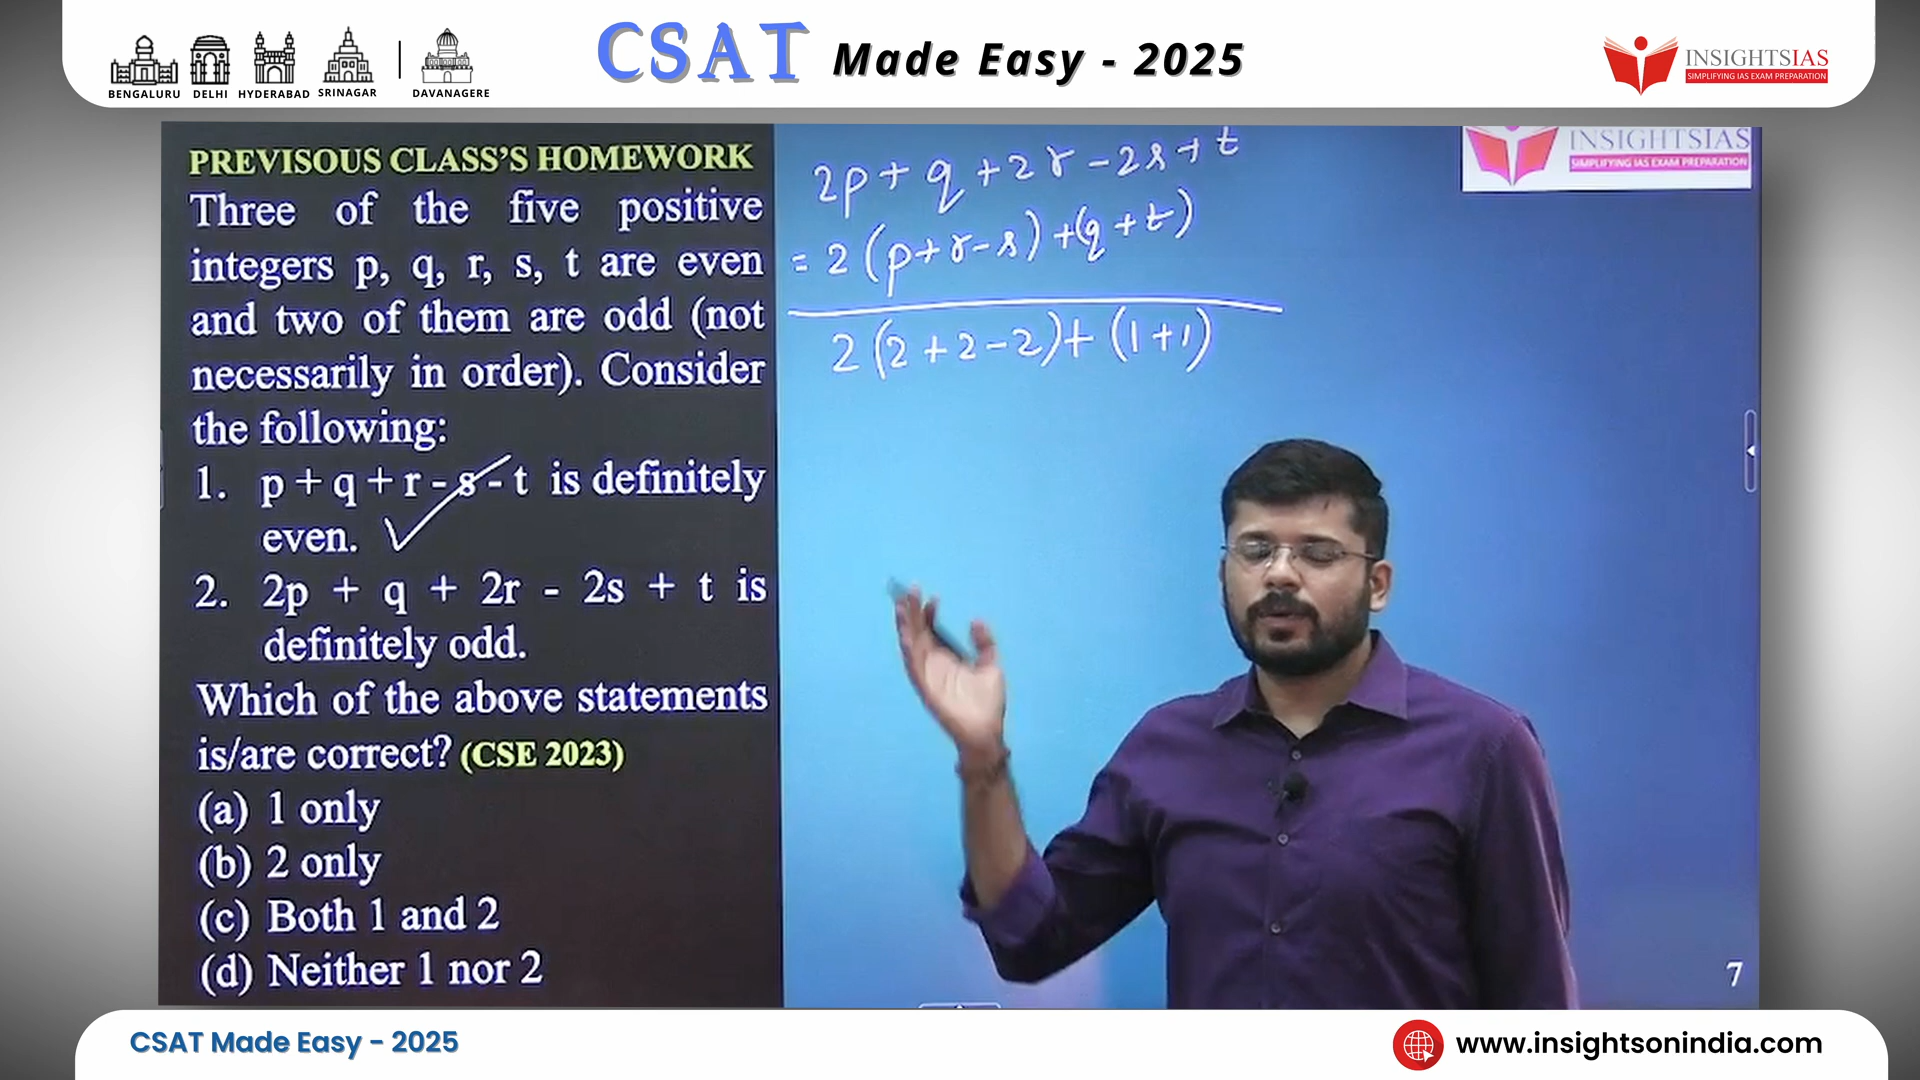 BENGALURU DELHI HYDERABAD SRINAGAR DAVANAGERE
CSAT Made Easy - 2025
INSIGHTSIAS
SIMPLIFYING IAS EXAM PREPARATION
PREVISOUS CLASS'S HOMEWORK
Three of the five positive
integers p, q, r, s, t are even
and two of them are odd (not
necessarily in order). Consider
the following:
1. p + q + r - s - t is definitely
even.
2. 2p + q + 2r - 2s + t is
definitely odd.
Which of the above statements
is/are correct? (CSE 2023)
(a) 1 only
(b) 2 only
(c) Both 1 and 2
(d) Neither 1 nor 2
2p + q + 2r - 2s + t
= 2 (p + r - s) + (q + t)
2 (2 + 2 - 2) + (1 + 1)
INSIGHTSIAS
SIMPLIFYING IAS EXAM PREPARATION
7
CSAT Made Easy - 2025
www.insightsonindia.com